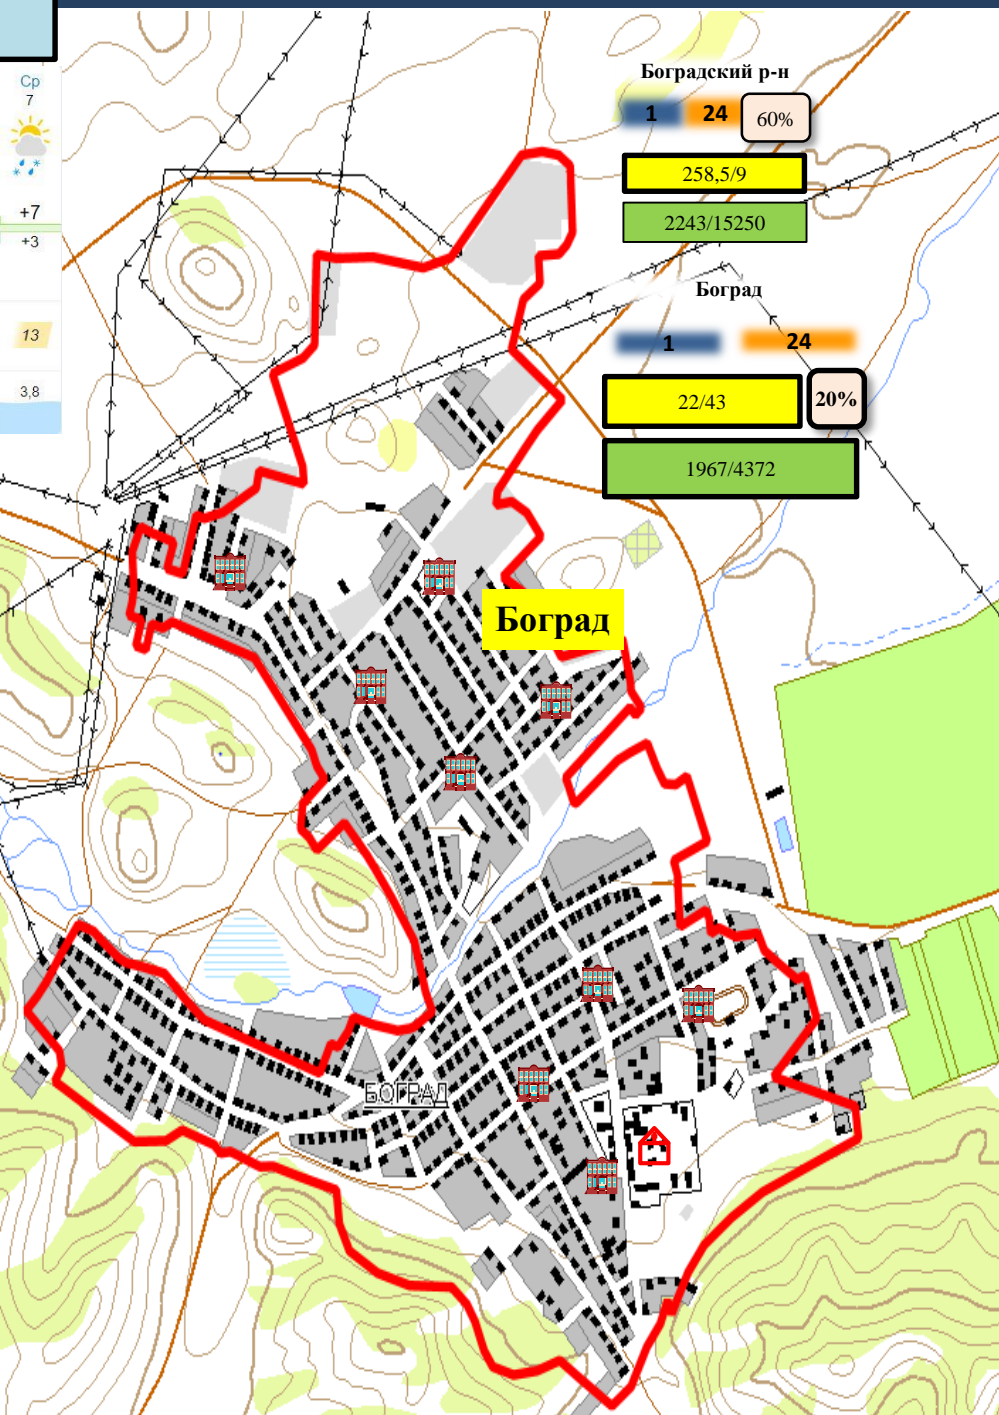 Ср
7
+7
+3
13
3,8
Боградский р-н
1 24 60%
258,5/9
2243/15250
Боград
1 24
22/43 20%
1967/4372
Боград
БОГРАД